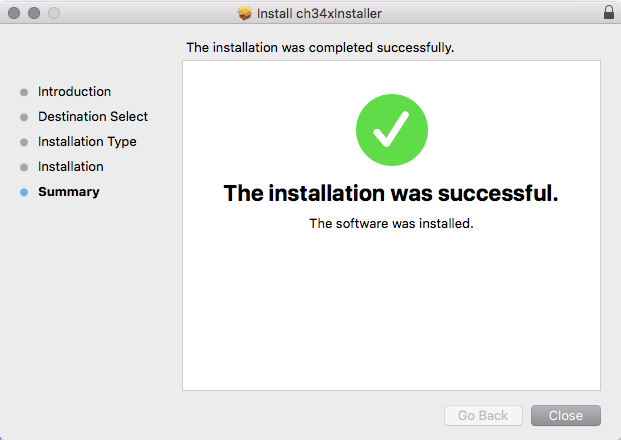 Install ch34xInstaller
The installation was completed successfully.
Introduction
Destination Select
Installation Type
Installation
Summary
The installation was successful.
The software was installed.
Go Back
Close